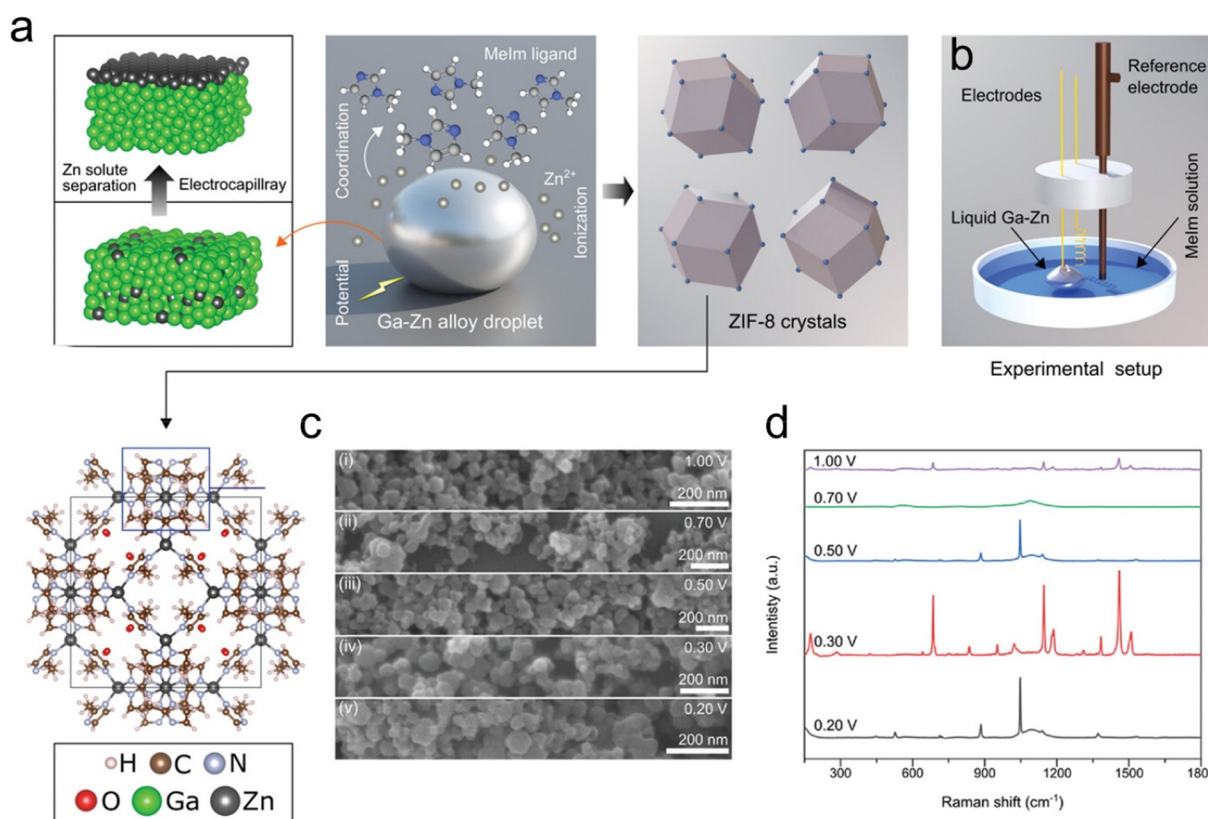 a
Zn solute
separation
Electrocapillray
MeIm ligand
Coordination
Zn2+
Ionization
Potential
Ga-Zn alloy droplet
ZIF-8 crystals
b
Electrodes
Reference
electrode
Liquid Ga-Zn
MeIm solution
Experimental setup
H C N
O Ga Zn
c
(i) 1.00 V
200 nm
(ii) 0.70 V
200 nm
(iii) 0.50 V
200 nm
(iv) 0.30 V
200 nm
(v) 0.20 V
200 nm
d
Intentisty (a.u.)
1.00 V
0.70 V
0.50 V
0.30 V
0.20 V
300 600 900 1200 1500 180
Raman shift (cm-1)